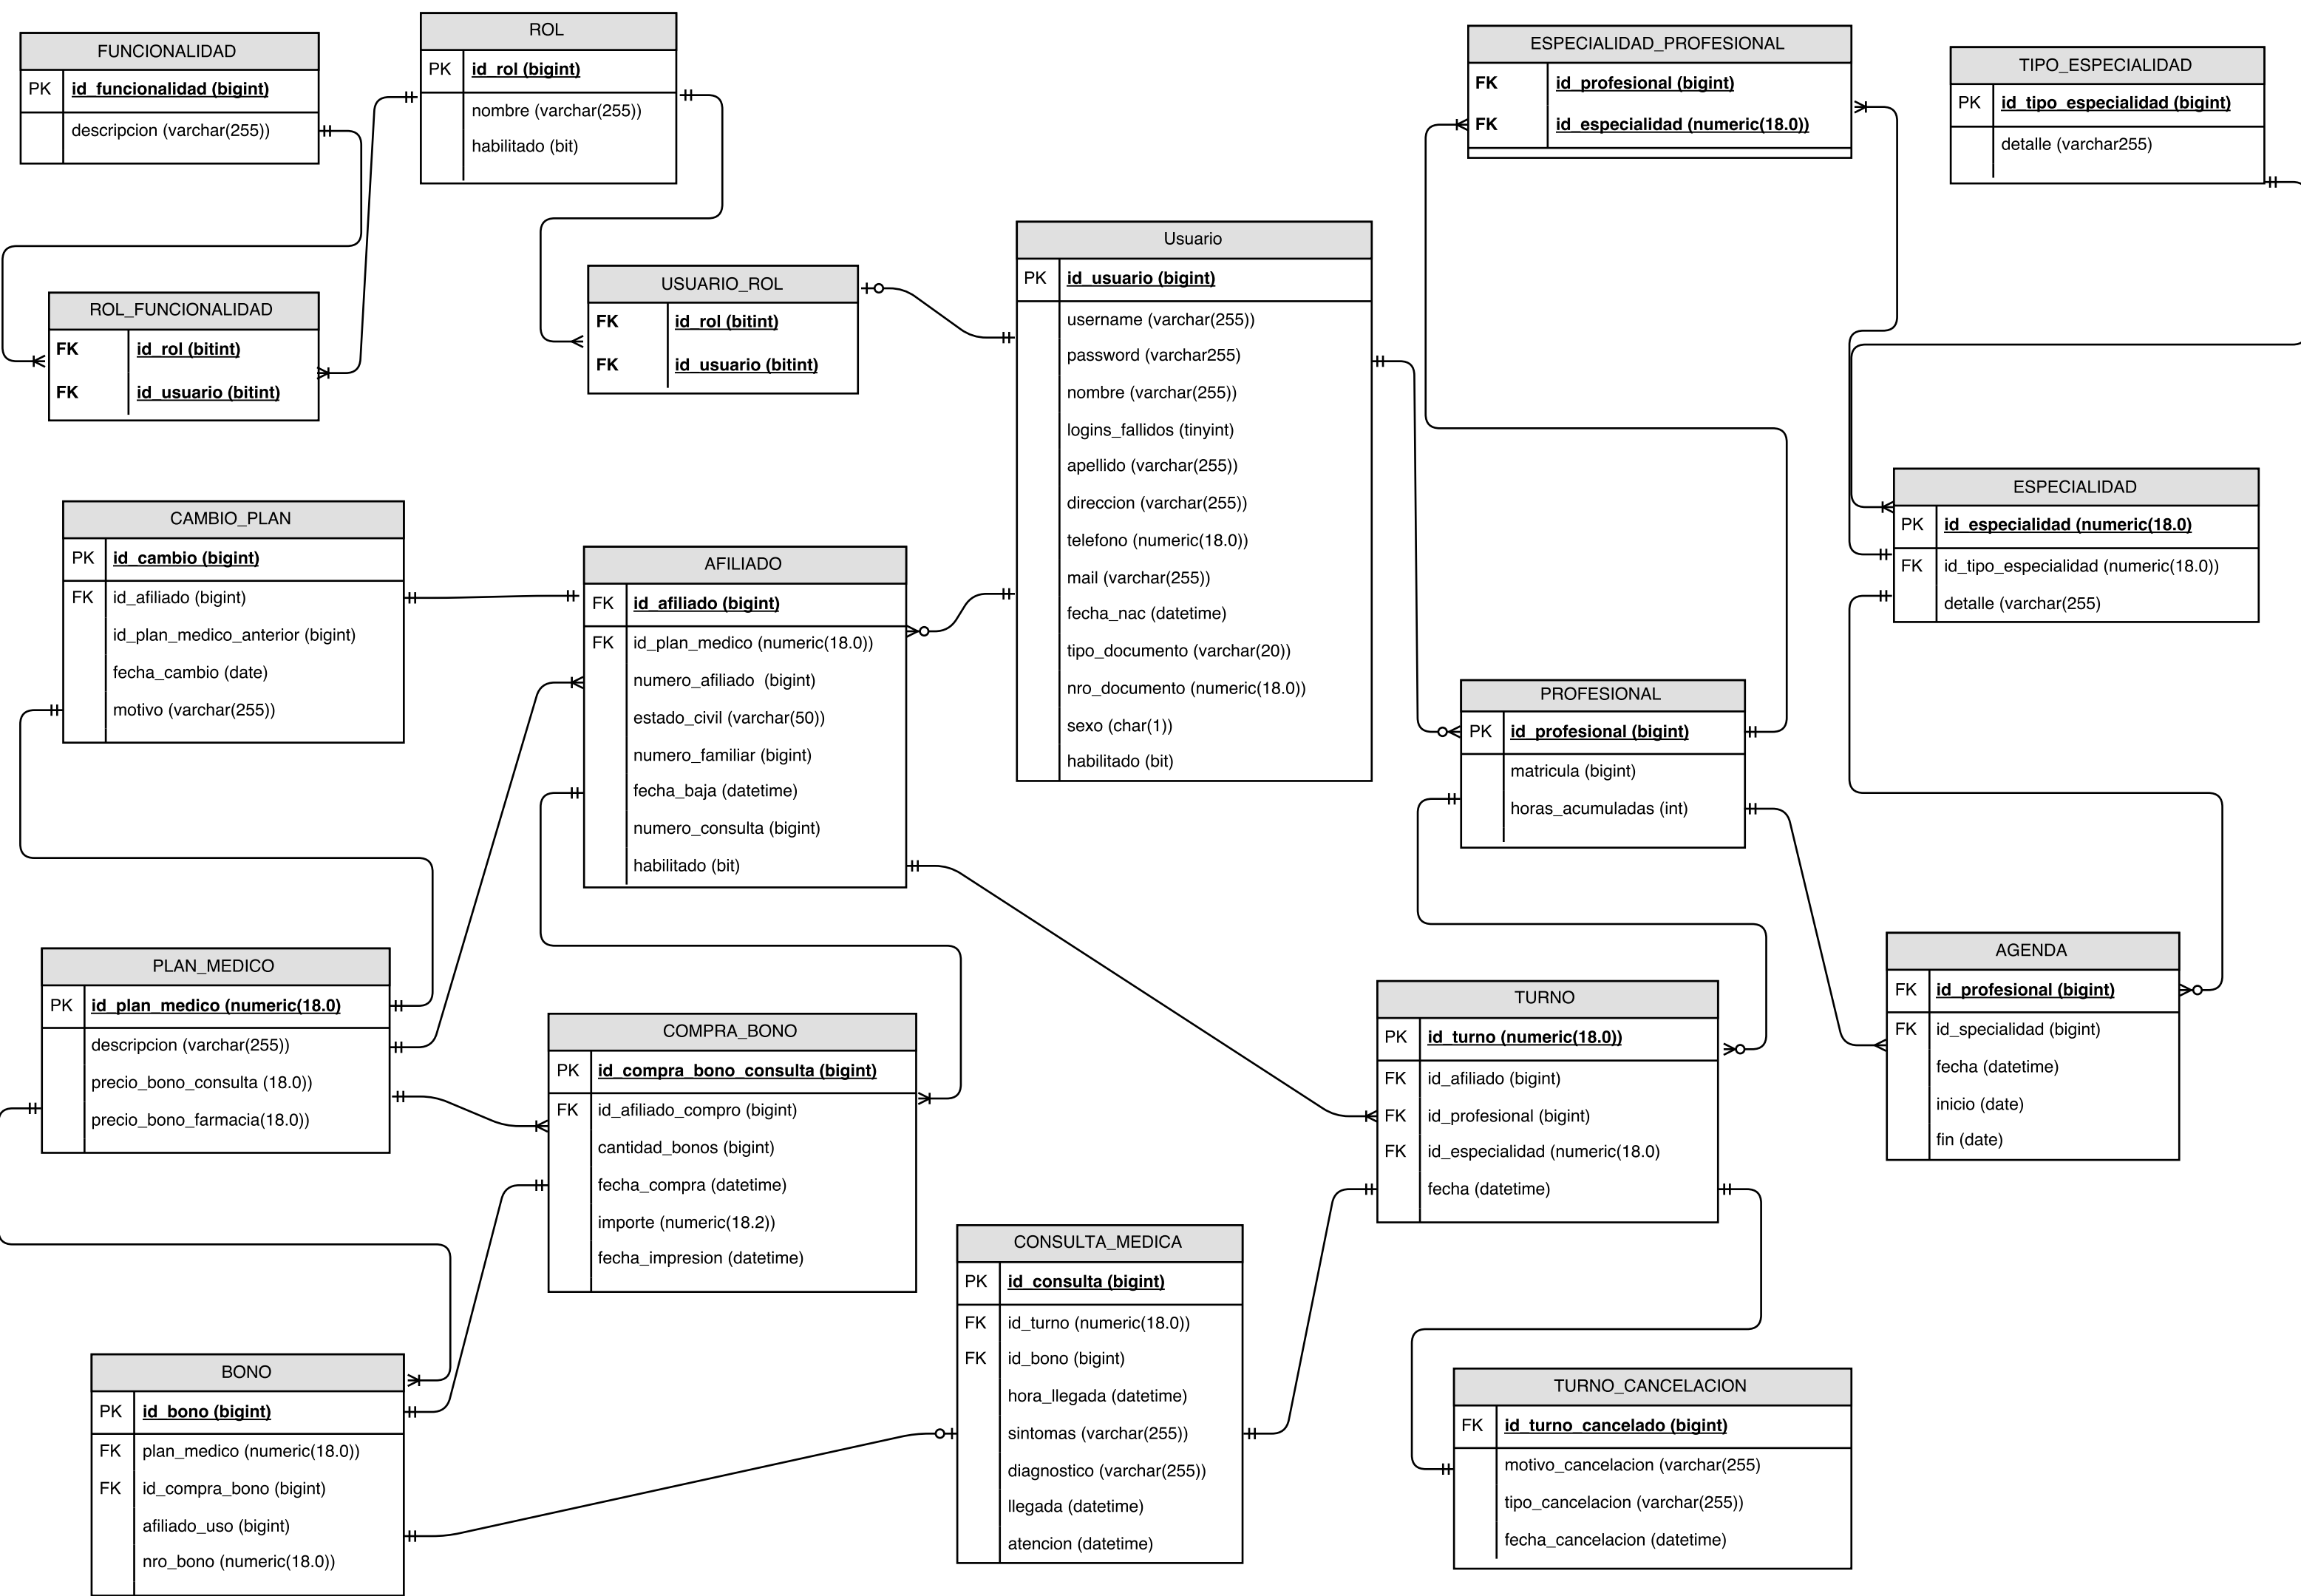 FUNCIONALIDAD
PK id_funcionalidad (bigint)
descripcion (varchar(255))
ROL
PK id_rol (bigint)
nombre (varchar(255))
habilitado (bit)
ESPECIALIDAD_PROFESIONAL
FK id_profesional (bigint)
FK id_especialidad (numeric(18.0))
TIPO_ESPECIALIDAD
PK id_tipo_especialidad (bigint)
detalle (varchar255)
ROL_FUNCIONALIDAD
FK id_rol (bitint)
FK id_usuario (bitint)
USUARIO_ROL
FK id_rol (bitint)
FK id_usuario (bitint)
Usuario
PK id_usuario (bigint)
username (varchar(255))
password (varchar255)
nombre (varchar(255))
logins_fallidos (tinyint)
apellido (varchar(255))
direccion (varchar(255))
telefono (numeric(18.0))
mail (varchar(255))
fecha_nac (datetime)
tipo_documento (varchar(20))
nro_documento (numeric(18.0))
sexo (char(1))
habilitado (bit)
ESPECIALIDAD
PK id_especialidad (numeric(18.0)
FK id_tipo_especialidad (numeric(18.0))
detalle (varchar(255)
CAMBIO_PLAN
PK id_cambio (bigint)
FK id_afiliado (bigint)
id_plan_medico_anterior (bigint)
fecha_cambio (date)
motivo (varchar(255))
AFILIADO
FK id_afiliado (bigint)
FK id_plan_medico (numeric(18.0))
numero_afiliado (bigint)
estado_civil (varchar(50))
numero_familiar (bigint)
fecha_baja (datetime)
numero_consulta (bigint)
habilitado (bit)
PROFESIONAL
PK id_profesional (bigint)
matricula (bigint)
horas_acumuladas (int)
PLAN_MEDICO
PK id_plan_medico (numeric(18.0)
descripcion (varchar(255))
precio_bono_consulta (18.0))
precio_bono_farmacia(18.0))
COMPRA_BONO
PK id_compra_bono_consulta (bigint)
FK id_afiliado_compro (bigint)
cantidad_bonos (bigint)
fecha_compra (datetime)
importe (numeric(18.2))
fecha_impresion (datetime)
TURNO
PK id_turno (numeric(18.0))
FK id_afiliado (bigint)
FK id_profesional (bigint)
FK id_especialidad (numeric(18.0)
fecha (datetime)
AGENDA
FK id_profesional (bigint)
FK id_specialidad (bigint)
fecha (datetime)
inicio (date)
fin (date)
CONSULTA_MEDICA
PK id_consulta (bigint)
FK id_turno (numeric(18.0))
FK id_bono (bigint)
hora_llegada (datetime)
sintomas (varchar(255))
diagnostico (varchar(255))
llegada (datetime)
atencion (datetime)
BONO
PK id_bono (bigint)
FK plan_medico (numeric(18.0))
FK id_compra_bono (bigint)
afiliado_uso (bigint)
nro_bono (numeric(18.0))
TURNO_CANCELACION
FK id_turno_cancelado (bigint)
motivo_cancelacion (varchar(255)
tipo_cancelacion (varchar(255))
fecha_cancelacion (datetime)